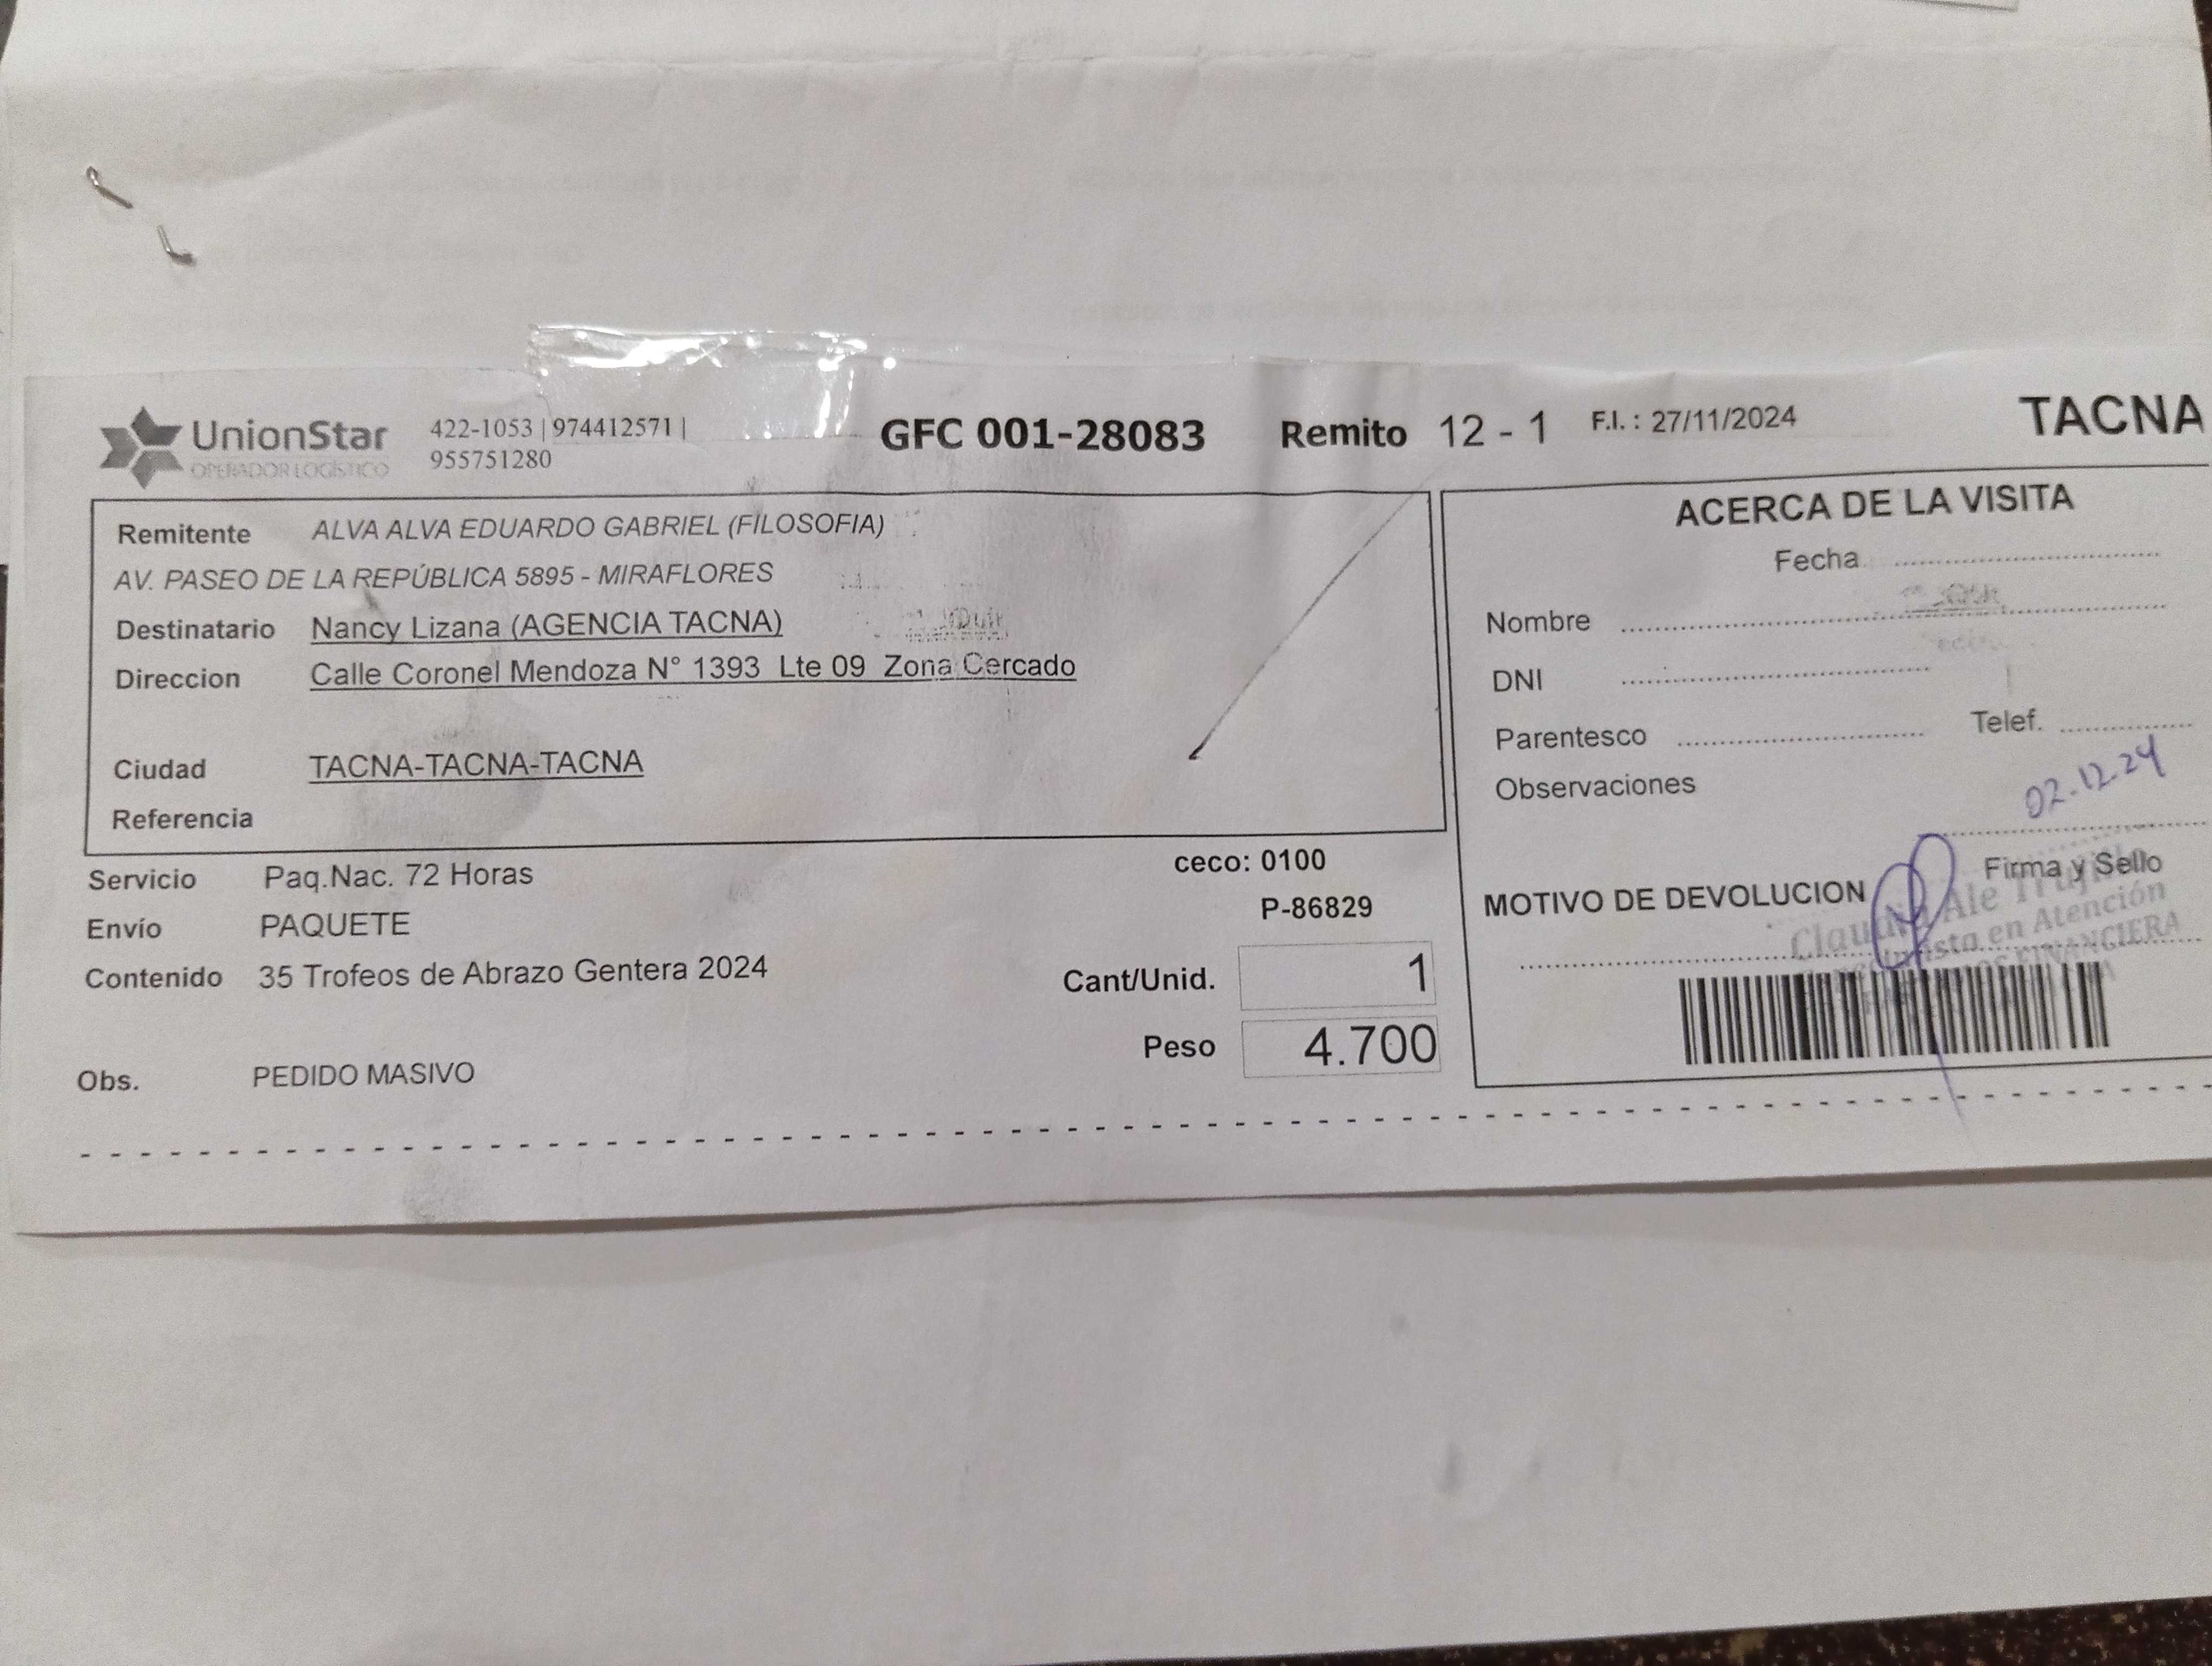 UnionStar
OPERADOR LOGÍSTICO
422-1053 | 974412571 |
955751280
GFC 001-28083
Remito 12 - 1
F.I. : 27/11/2024
TACNA
Remitente ALVA ALVA EDUARDO GABRIEL (FILOSOFIA)
AV. PASEO DE LA REPÚBLICA 5895 - MIRAFLORES
Destinatario Nancy Lizana (AGENCIA TACNA)
Direccion Calle Coronel Mendoza N° 1393 Lte 09 Zona Cercado
Ciudad TACNA-TACNA-TACNA
Referencia
Servicio Paq.Nac. 72 Horas
Envío PAQUETE
Contenido 35 Trofeos de Abrazo Gentera 2024
Obs. PEDIDO MASIVO
ceco: 0100
P-86829
Cant/Unid. 1
Peso 4.700
ACERCA DE LA VISITA
Fecha
Nombre
DNI
Parentesco
Telef.
Observaciones
02.12.24
Firma y Sello
MOTIVO DE DEVOLUCION
Ale
en Atención
FINANCIERA